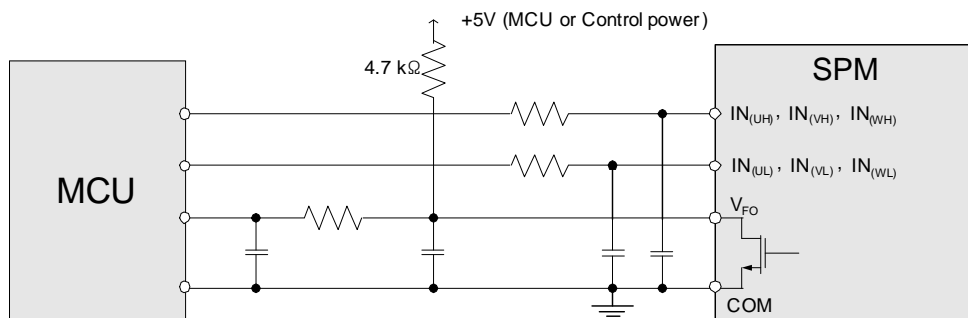 +5V (MCU or Control power)
4.7 kΩ
SPM
IN(UH), IN(VH), IN(WH)
IN(UL), IN(VL), IN(WL)
MCU
VFO
COM